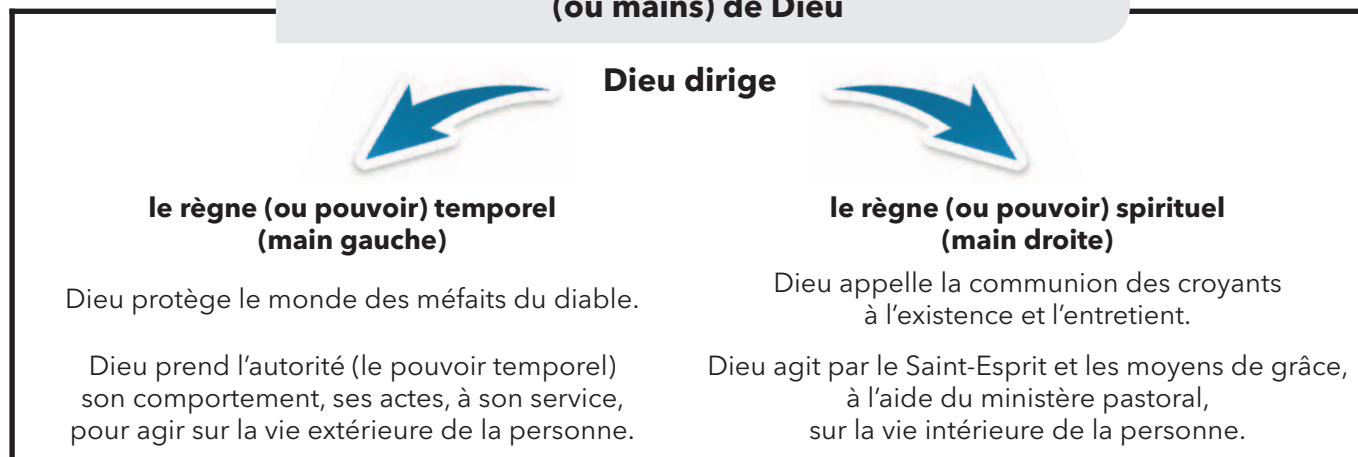 (ou mains) de Dieu
Dieu dirige
le règne (ou pouvoir) temporel
(main gauche)
Dieu protège le monde des méfaits du diable.
Dieu prend l'autorité (le pouvoir temporel)
son comportement, ses actes, à son service,
pour agir sur la vie extérieure de la personne.
le règne (ou pouvoir) spirituel
(main droite)
Dieu appelle la communion des croyants
à l'existence et l'entretient.
Dieu agit par le Saint-Esprit et les moyens de grâce,
à l'aide du ministère pastoral,
sur la vie intérieure de la personne.